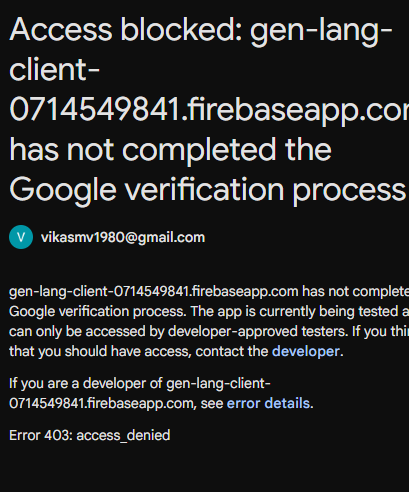 Access blocked: gen-lang-
client-
0714549841.firebaseapp.com
has not completed the
Google verification process
V vikasmv1980@gmail.com
gen-lang-client-0714549841.firebaseapp.com has not complete
Google verification process. The app is currently being tested a
can only be accessed by developer-approved testers. If you thi
that you should have access, contact the developer.
If you are a developer of gen-lang-client-
0714549841.firebaseapp.com, see error details.
Error 403: access_denied